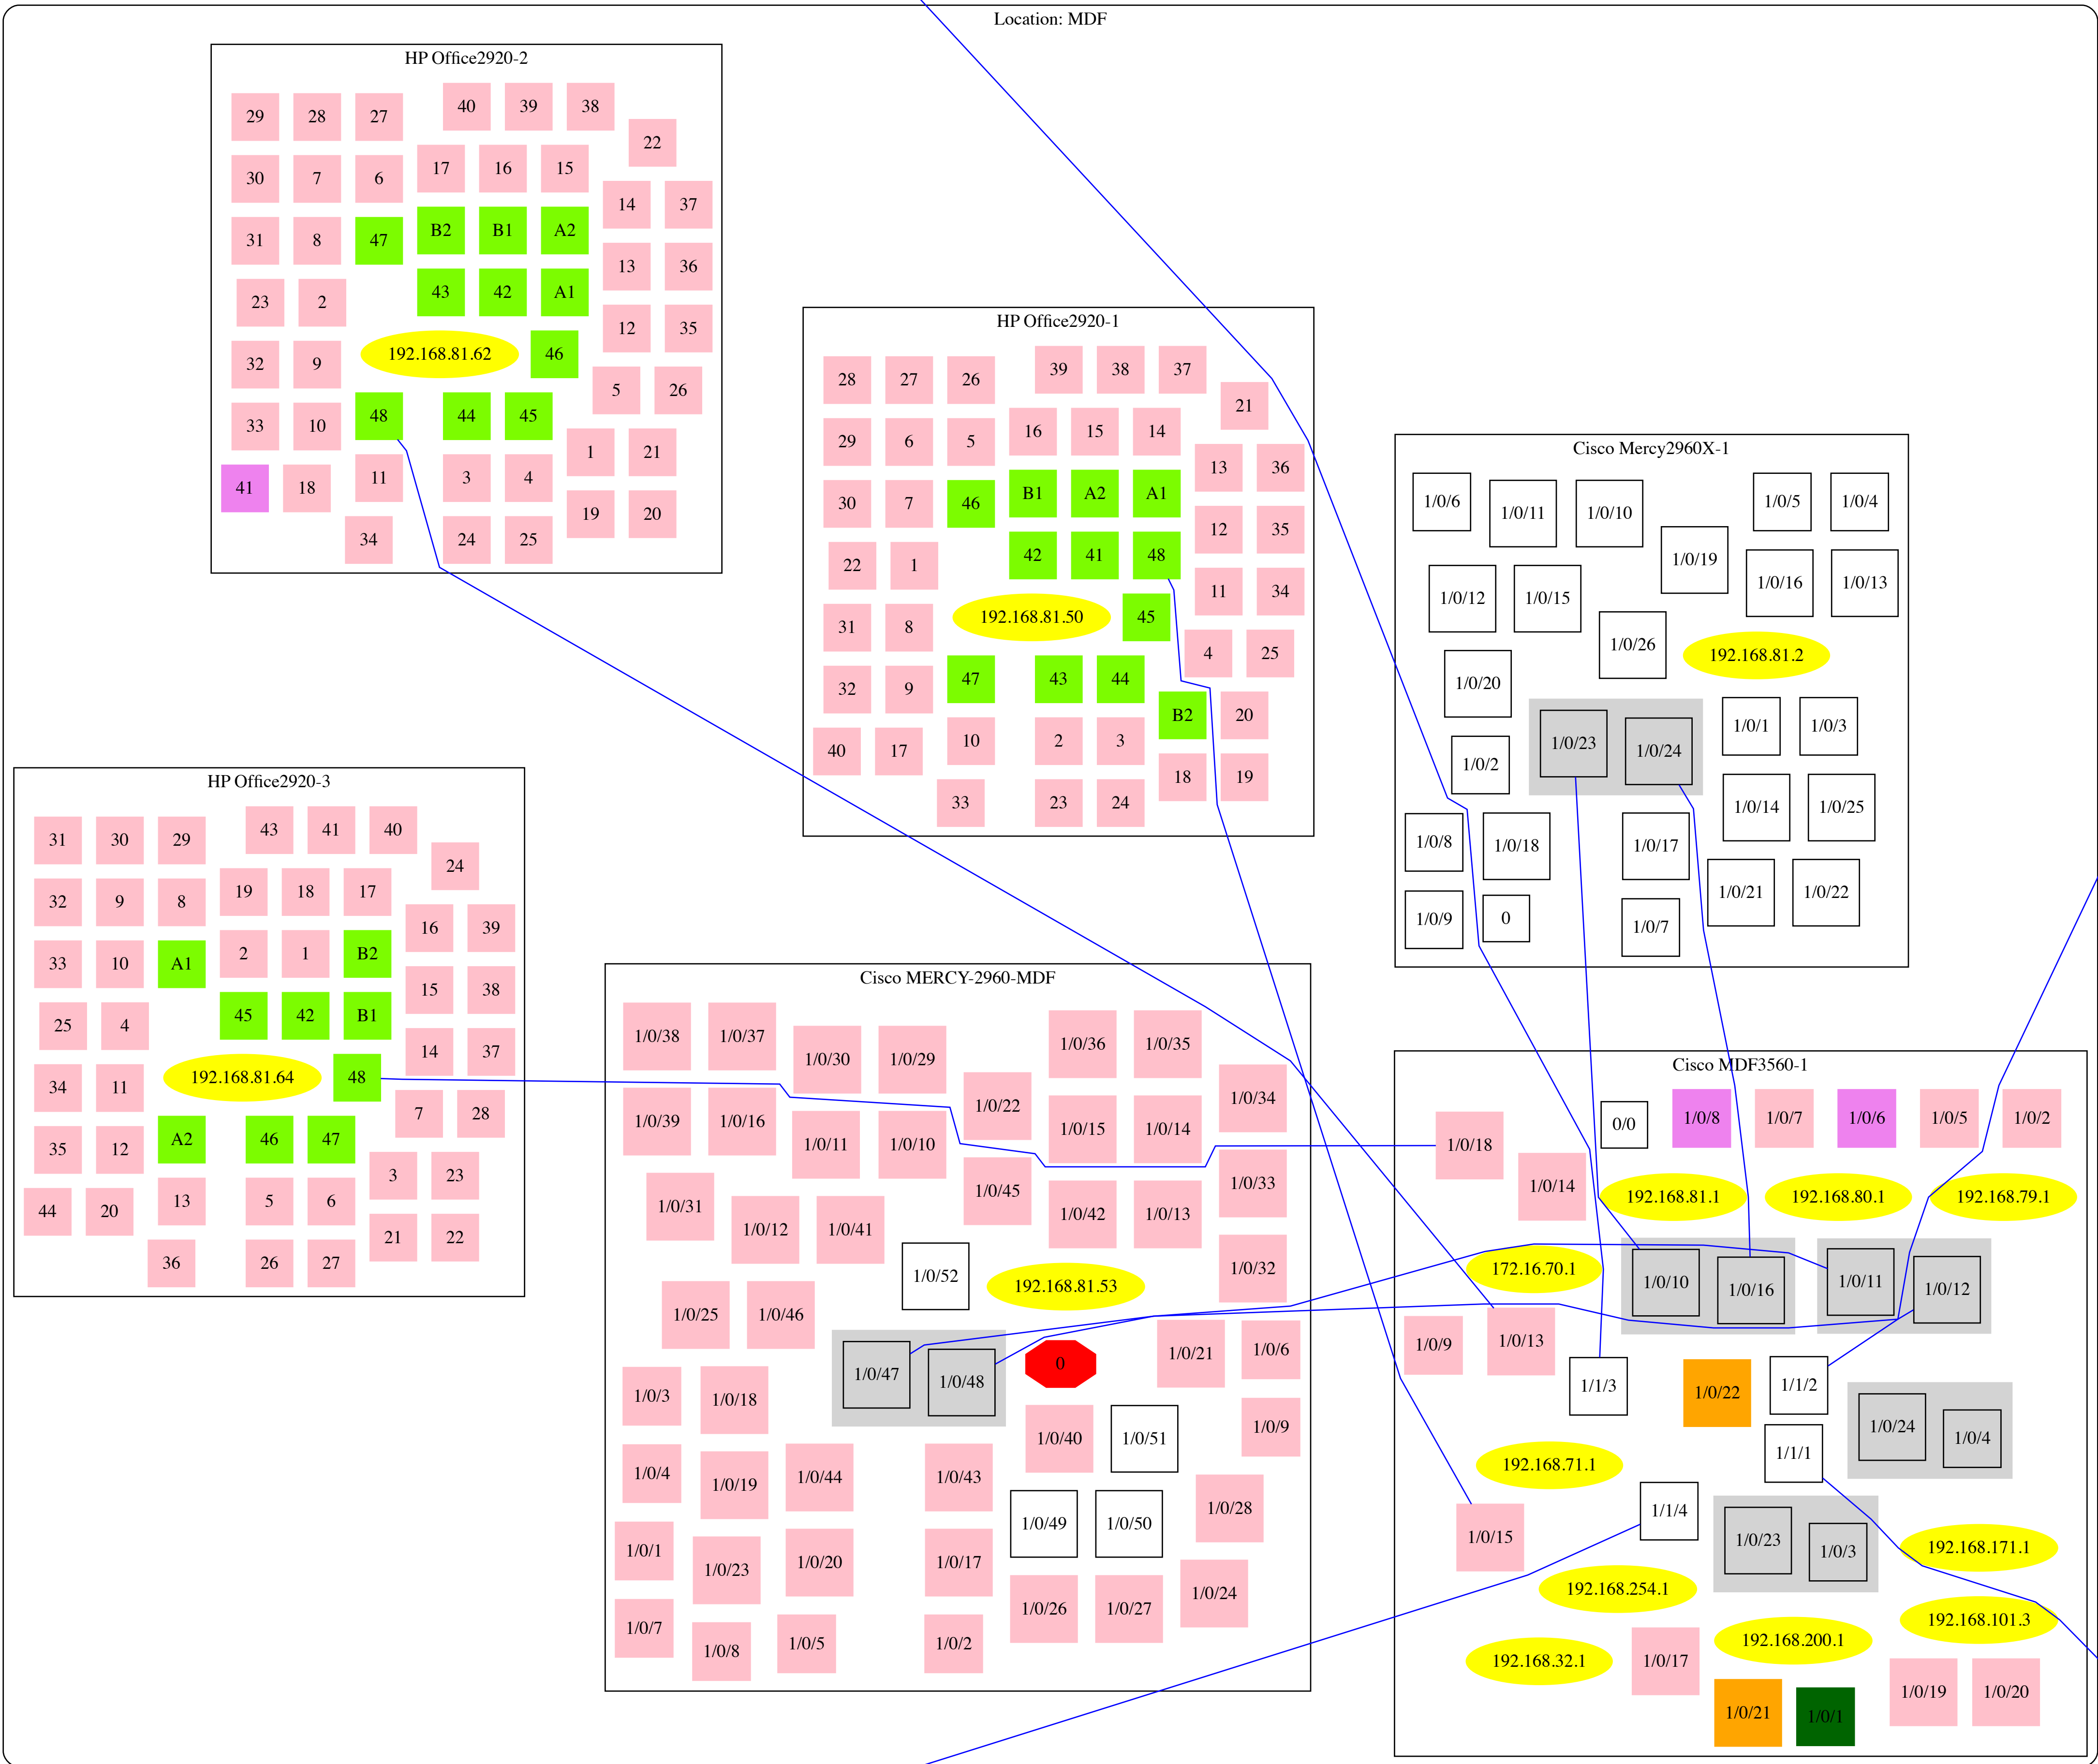 Location: MDF
HP Office2920-2
40 39 38
29 28 27
22
17 16 15
30 7 6
14 37
B2 B1 A2
31 8 47
13 36
43 42 A1
23 2
12 35
192.168.81.62 46
32 9
5 26
48 44 45
33 10
1 21
11 3 4
41 18
19 20
34 24 25
HP Office2920-1
39 38 37
28 27 26
21
16 15 14
29 6 5
13 36
B1 A2 A1
30 7 46
12 35
42 41 48
22 1
11 34
192.168.81.50 45
31 8
4 25
47 43 44
32 9
B2 20
10 2 3
40 17
18 19
33 23 24
Cisco Mercy2960X-1
1/0/6 1/0/11 1/0/10 1/0/5 1/0/4
1/0/19
1/0/16 1/0/13
1/0/12 1/0/15
1/0/26 192.168.81.2
1/0/20
1/0/1 1/0/3
1/0/23 1/0/24
1/0/2
1/0/14 1/0/25
1/0/8 1/0/18 1/0/17
1/0/21 1/0/22
1/0/9 0 1/0/7
HP Office2920-3
43 41 40
31 30 29
24
19 18 17
32 9 8
16 39
2 1 B2
33 10 A1
15 38
45 42 B1
25 4
14 37
192.168.81.64 48
34 11
7 28
A2 46 47
35 12
3 23
13 5 6
44 20
21 22
36 26 27
Cisco MERCY-2960-MDF
1/0/38 1/0/37 1/0/36 1/0/35
1/0/30 1/0/29
1/0/22 1/0/34
1/0/39 1/0/16 1/0/15 1/0/14
1/0/11 1/0/10
1/0/45 1/0/33
1/0/31 1/0/42 1/0/13
1/0/12 1/0/41
1/0/52 192.168.81.53 1/0/32
1/0/25 1/0/46
1/0/47 1/0/48 0 1/0/21 1/0/6
1/0/3 1/0/18
1/0/40 1/0/51 1/0/9
1/0/4 1/0/19 1/0/44 1/0/43
1/0/49 1/0/50 1/0/28
1/0/1 1/0/23 1/0/20 1/0/17
1/0/26 1/0/27 1/0/24
1/0/7 1/0/8 1/0/5 1/0/2
Cisco MDF3560-1
0/0 1/0/8 1/0/7 1/0/6 1/0/5 1/0/2
1/0/18
1/0/14 192.168.81.1 192.168.80.1 192.168.79.1
172.16.70.1 1/0/10 1/0/16 1/0/11 1/0/12
1/0/9 1/0/13
1/1/3 1/0/22 1/1/2
1/0/24 1/0/4
192.168.71.1 1/1/1
1/1/4
1/0/15 1/0/23 1/0/3 192.168.171.1
192.168.254.1
192.168.101.3
192.168.32.1 1/0/17 192.168.200.1
1/0/19 1/0/20
1/0/21 1/0/1